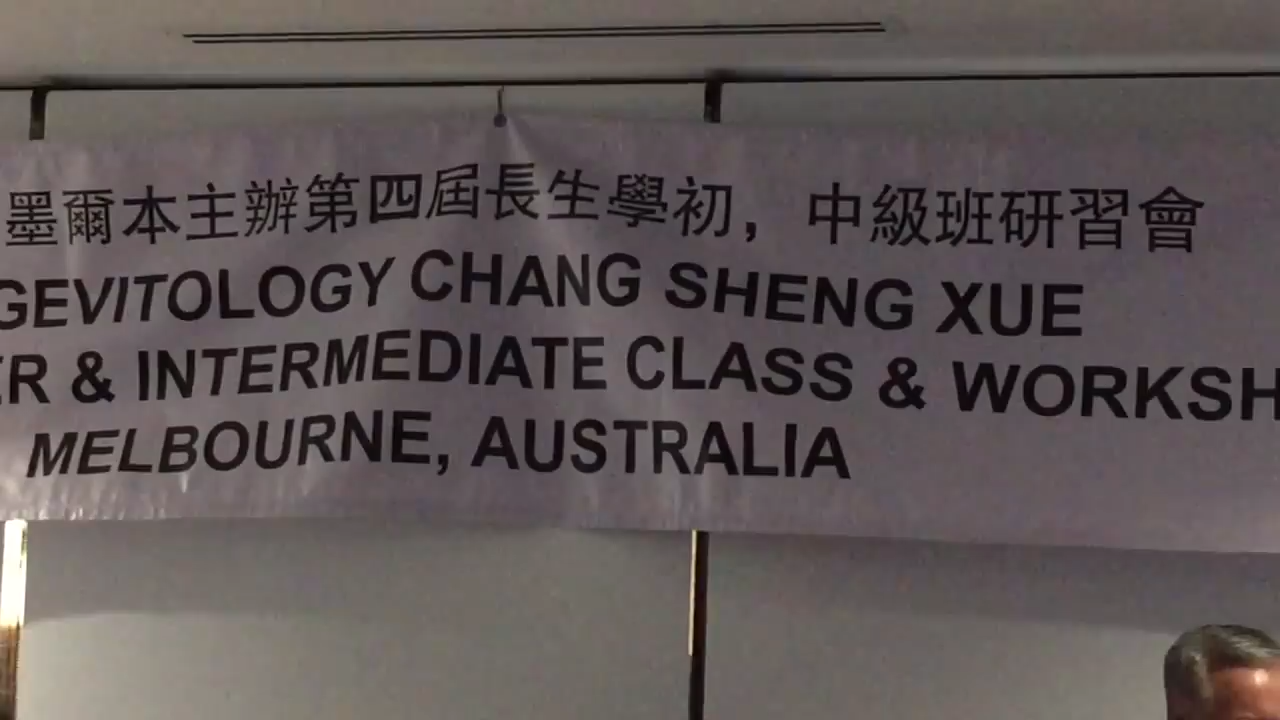 墨爾本主辦第四屆長生學初，中級班研習會
GEVITOLOGY CHANG SHENG XUE
ER & INTERMEDIATE CLASS & WORKSH
MELBOURNE, AUSTRALIA